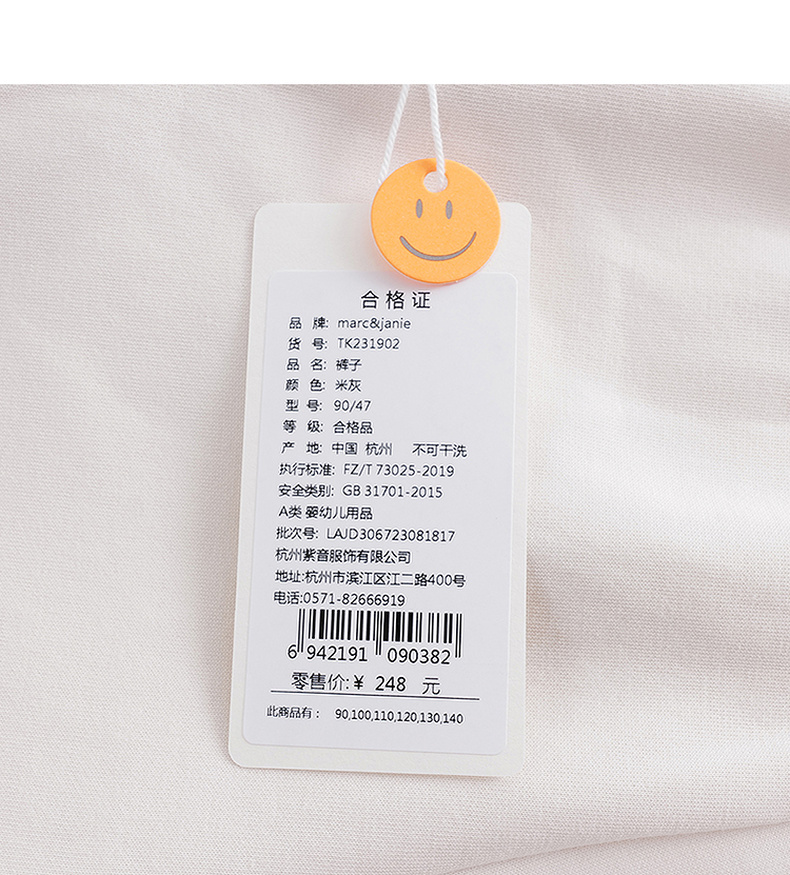 合格证
品 牌: marc&janie
货 号: TK231902
品 名: 裤子
颜 色: 米灰
型 号: 90/47
等 级: 合格品
产 地: 中国 杭州 不可干洗
执行标准: FZ/T 73025-2019
安全类别: GB 31701-2015
A类 婴幼儿用品
批次号: LAJD306723081817
杭州紫音服饰有限公司
地址:杭州市滨江区江二路400号
电话:0571-82666919
6 942191 090382
零售价:¥ 248 元
此商品有: 90,100,110,120,130,140